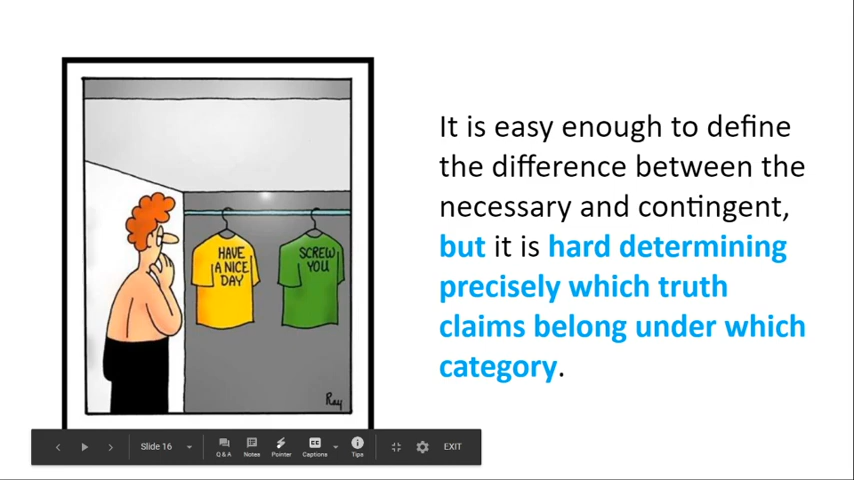 HAVE
A NICE
DAY
SCREW
YOU
Ray
It is easy enough to define
the difference between the
necessary and contingent,
but it is hard determining
precisely which truth
claims belong under which
category.
Slide 16
Q & A
Notes
Pointer
CC
Captions
Tips
EXIT